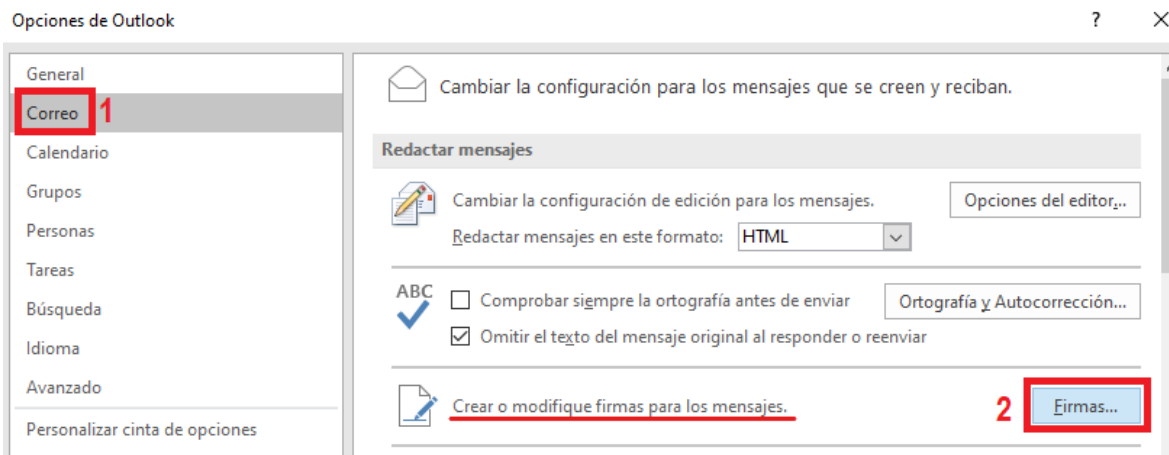 Opciones de Outlook
?
General
Correo
1
Calendario
Grupos
Personas
Tareas
Búsqueda
Idioma
Avanzado
Personalizar cinta de opciones
Cambiar la configuración para los mensajes que se creen y reciban.
Redactar mensajes
Cambiar la configuración de edición para los mensajes.
Opciones del editor...
Redactar mensajes en este formato:
HTML
ABC
Comprobar siempre la ortografía antes de enviar
Ortografía y Autocorrección...
Omitir el texto del mensaje original al responder o reenviar
Crear o modifique firmas para los mensajes.
2
Firmas...